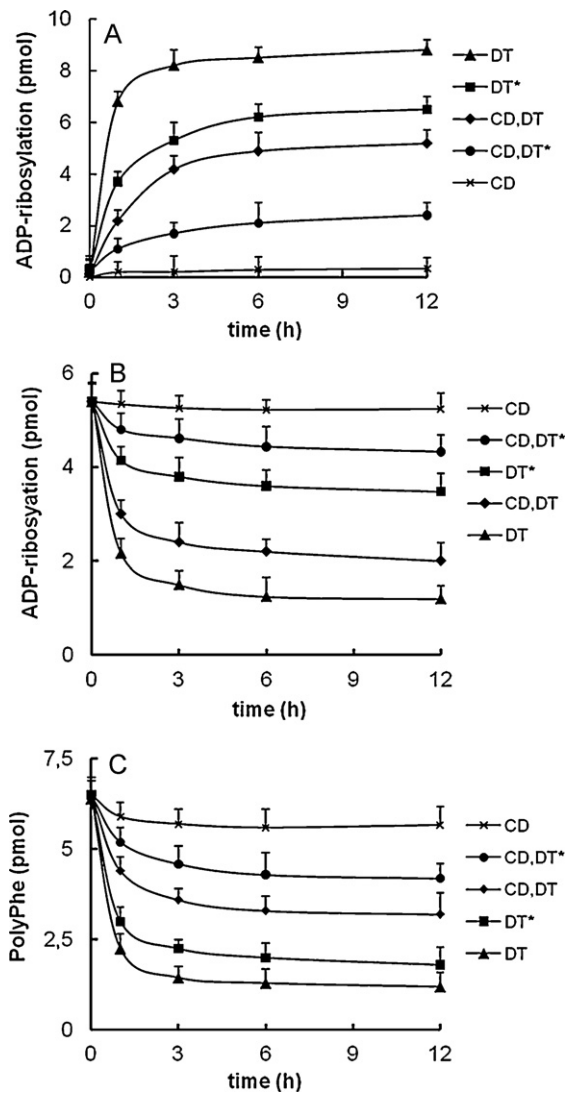 A
ADP-ribosylation (pmol)
10
8
6
4
2
0
0 3 6 9 12
time (h)
DT
DT*
CD,DT
CD,DT*
CD
B
ADP-ribosyation (pmol)
6
4
2
0
0 3 6 9 12
time (h)
CD
CD,DT*
DT*
CD,DT
DT
C
PolyPhe (pmol)
7,5
5
2,5
0
0 3 6 9 12
time (h)
CD
CD,DT*
CD,DT
DT*
DT